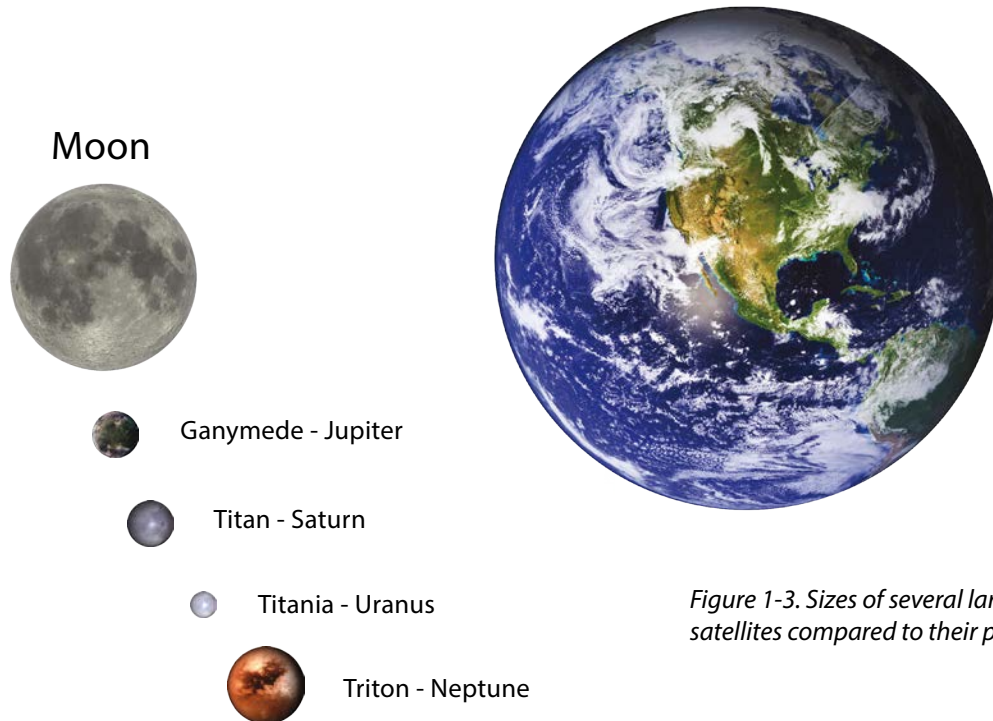 Moon
Ganymede - Jupiter
Titan - Saturn
Titania - Uranus
Triton - Neptune
Figure 1-3. Sizes of several
satellites compared to their